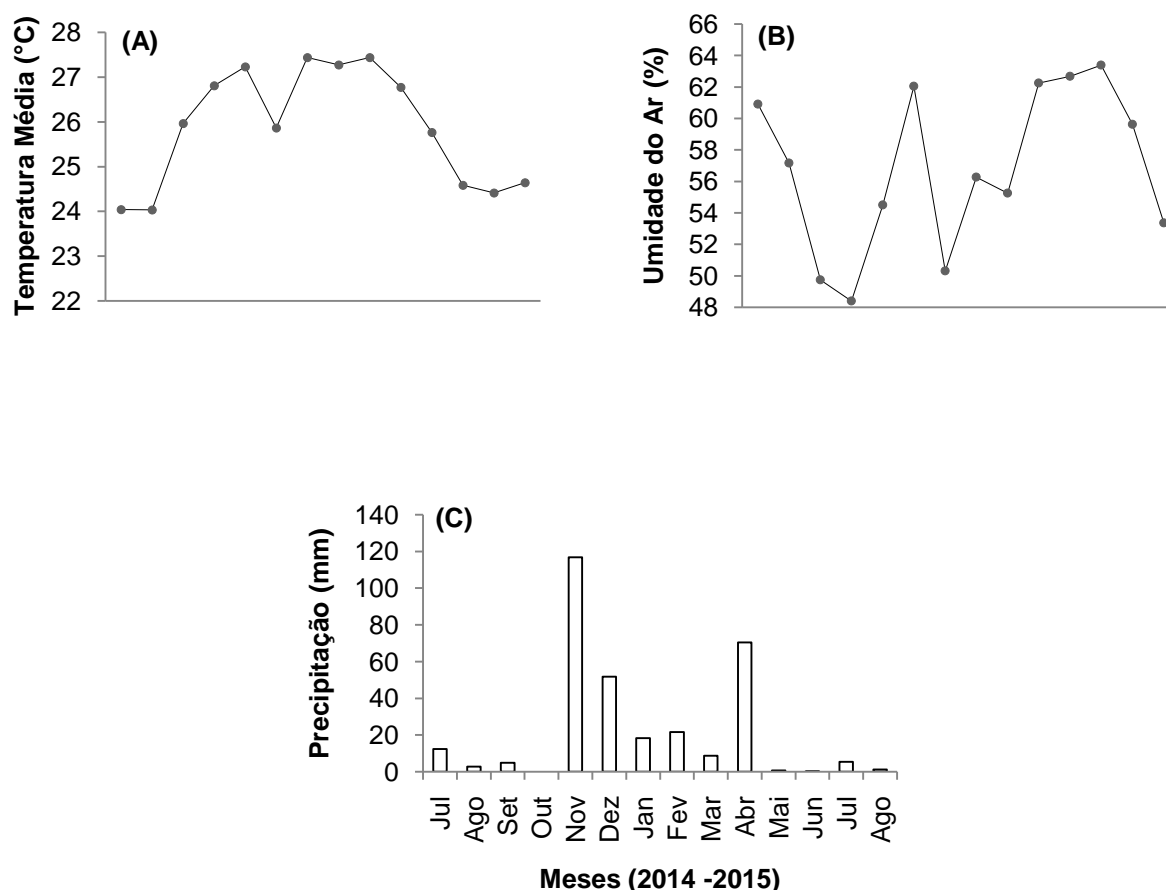 (A)
Temperatura Média (°C)
28
27
26
25
24
23
22
(B)
Umidade do Ar (%)
66
64
62
60
58
56
54
52
50
48
(C)
Precipitação (mm)
140
120
100
80
60
40
20
0
Jul
Ago
Set
Out
Nov
Dez
Jan
Fev
Mar
Abr
Mai
Jun
Jul
Ago
Meses (2014 -2015)